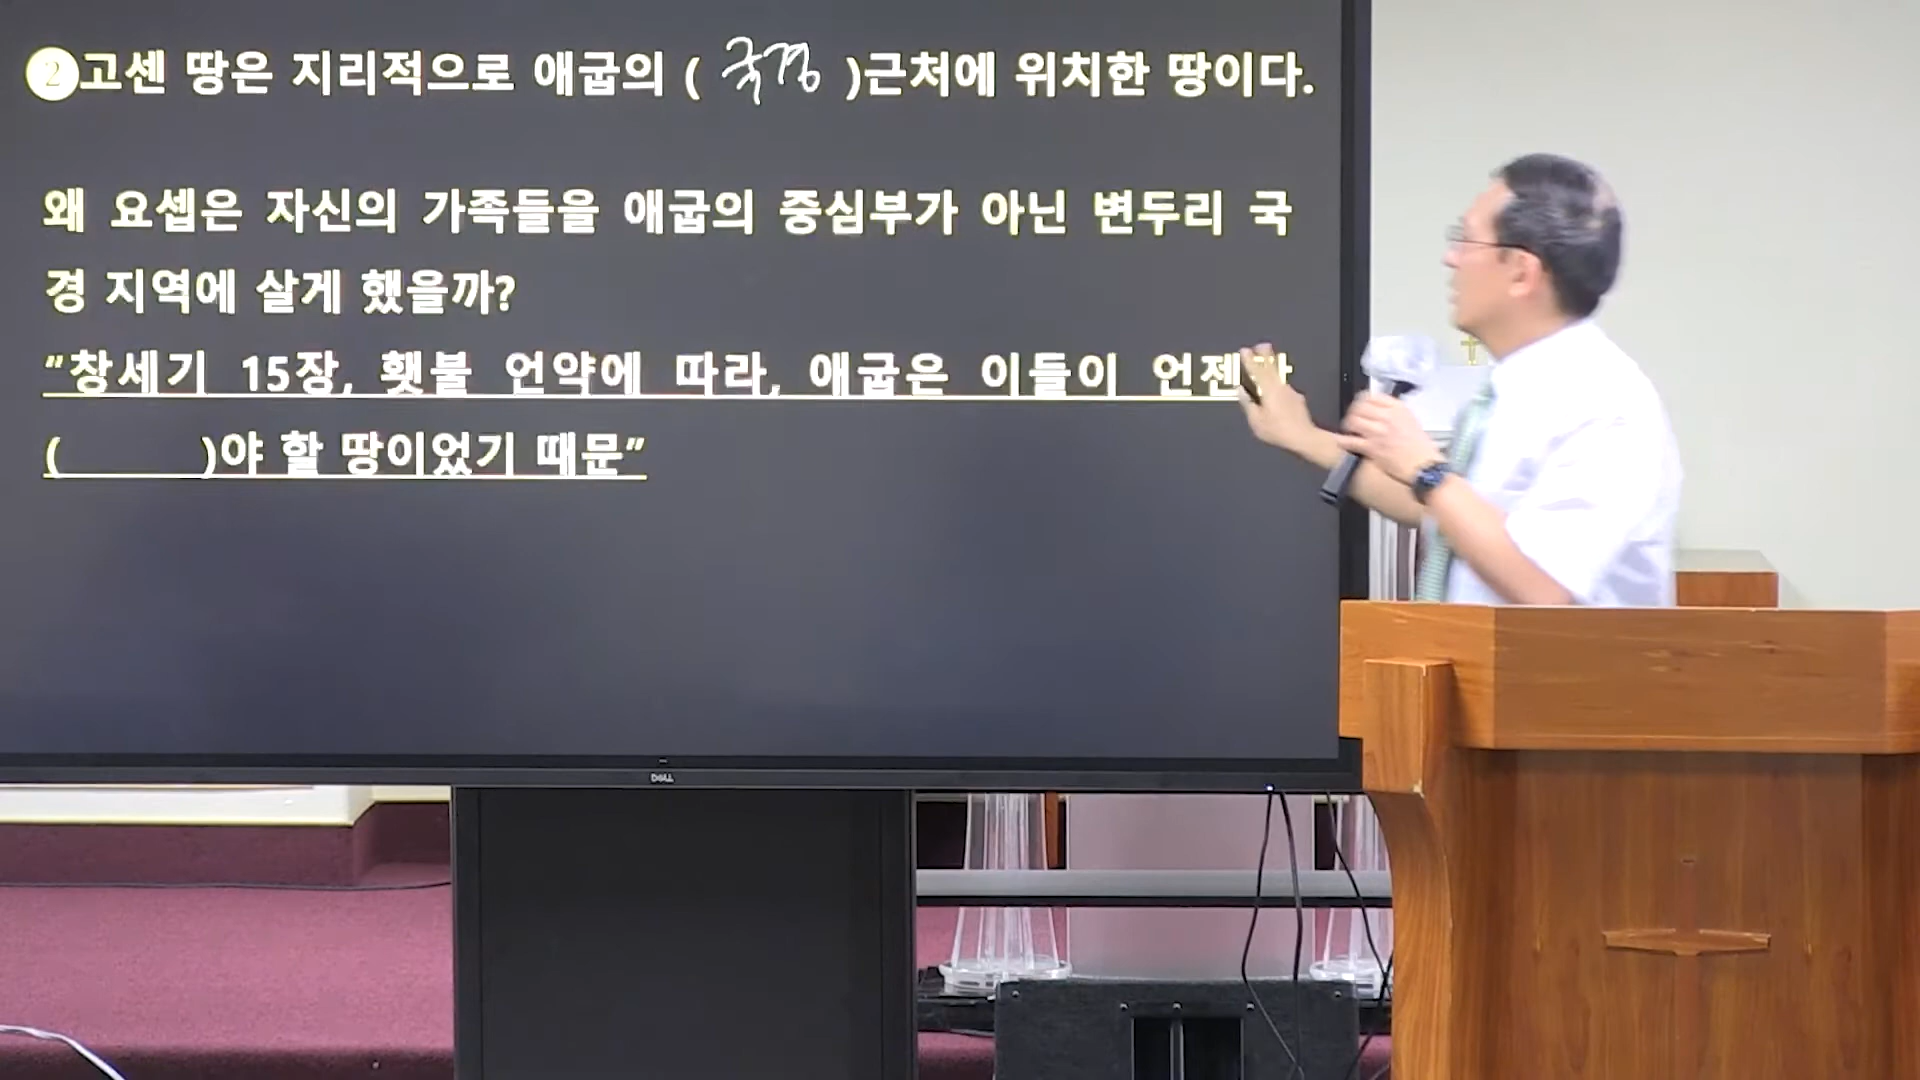 ❷고센 땅은 지리적으로 애굽의 ( 국경 )근처에 위치한 땅이다.
왜 요셉은 자신의 가족들을 애굽의 중심부가 아닌 변두리 국
경 지역에 살게 했을까?
“창세기 15장, 횃불 언약에 따라, 애굽은 이들이 언젠가
( )야 할 땅이었기 때문”
DELL